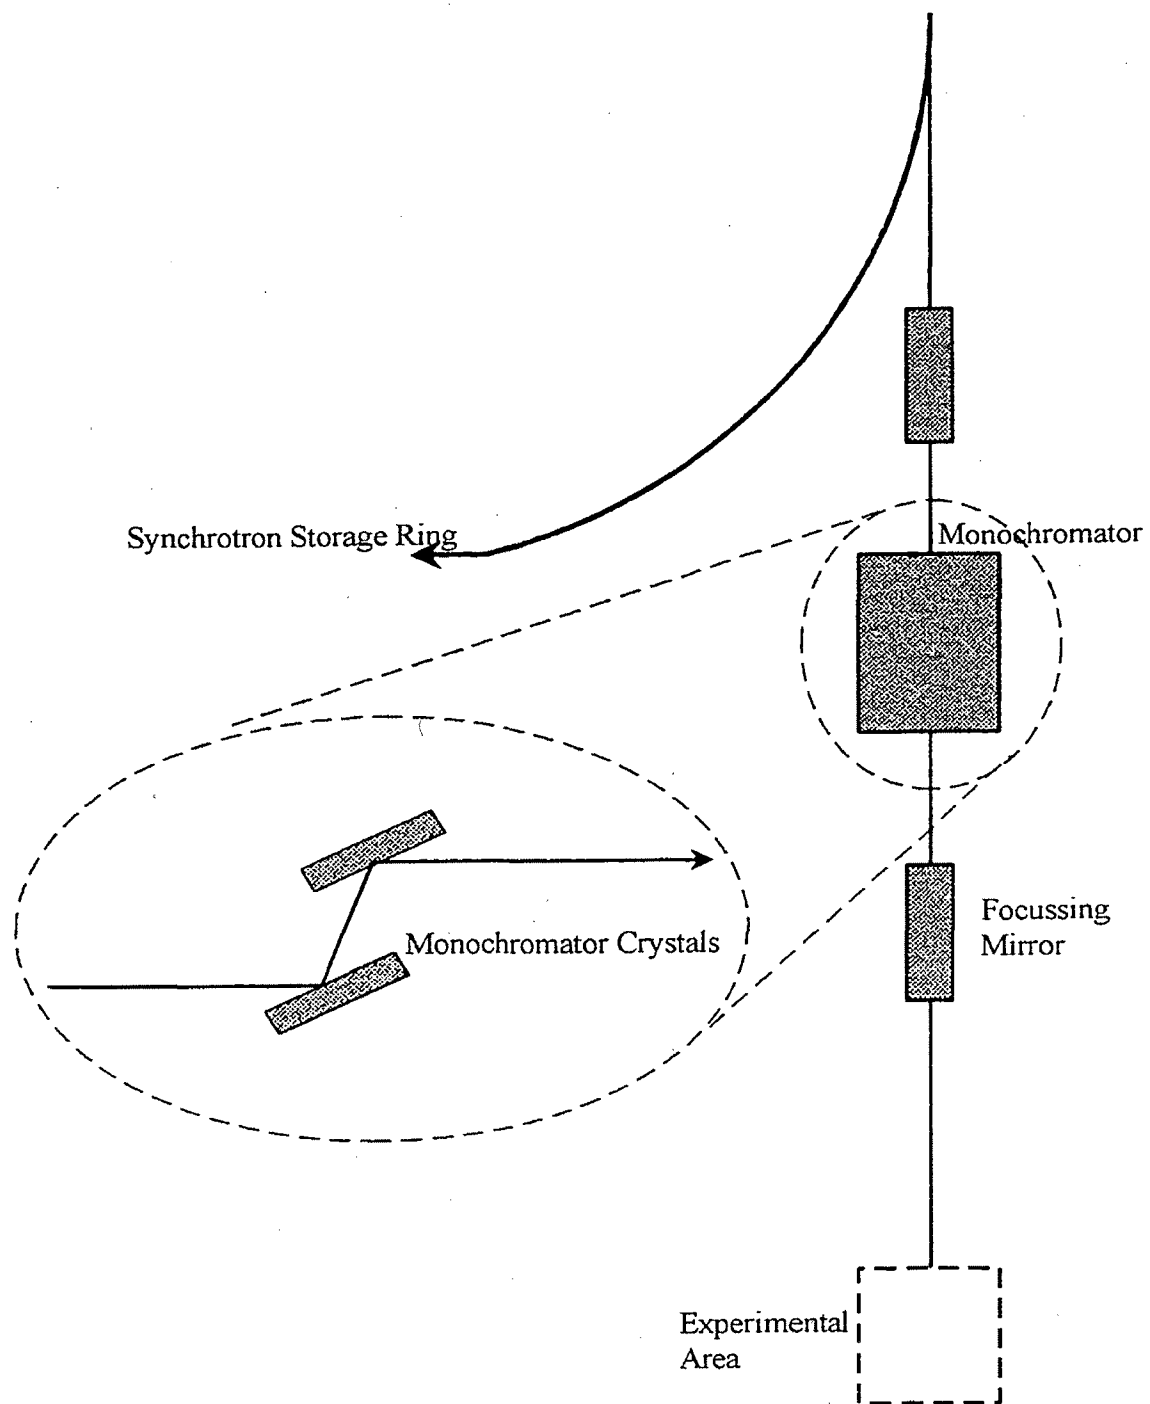 Synchrotron Storage Ring
Monochromator
Focussing
Mirror
Monochromator Crystals
Experimental
Area